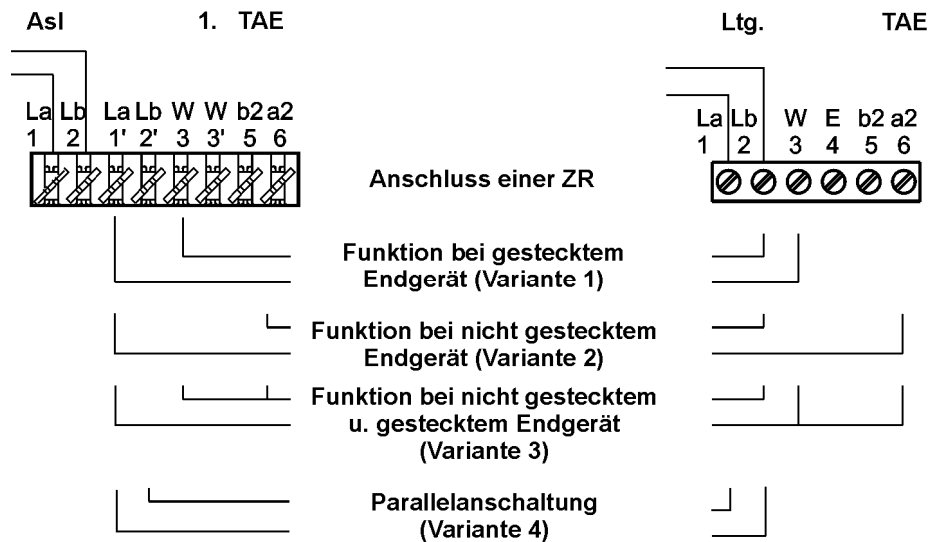 Asl 1. TAE Ltg. TAE
La Lb La Lb W W b2 a2 La Lb W E b2 a2
1 2 1' 2' 3 3' 5 6 1 2 3 4 5 6
Anschluss einer ZR
Funktion bei gestecktem
Endgerät (Variante 1)
Funktion bei nicht gestecktem
Endgerät (Variante 2)
Funktion bei nicht gestecktem
u. gestecktem Endgerät
(Variante 3)
Parallelanschaltung
(Variante 4)